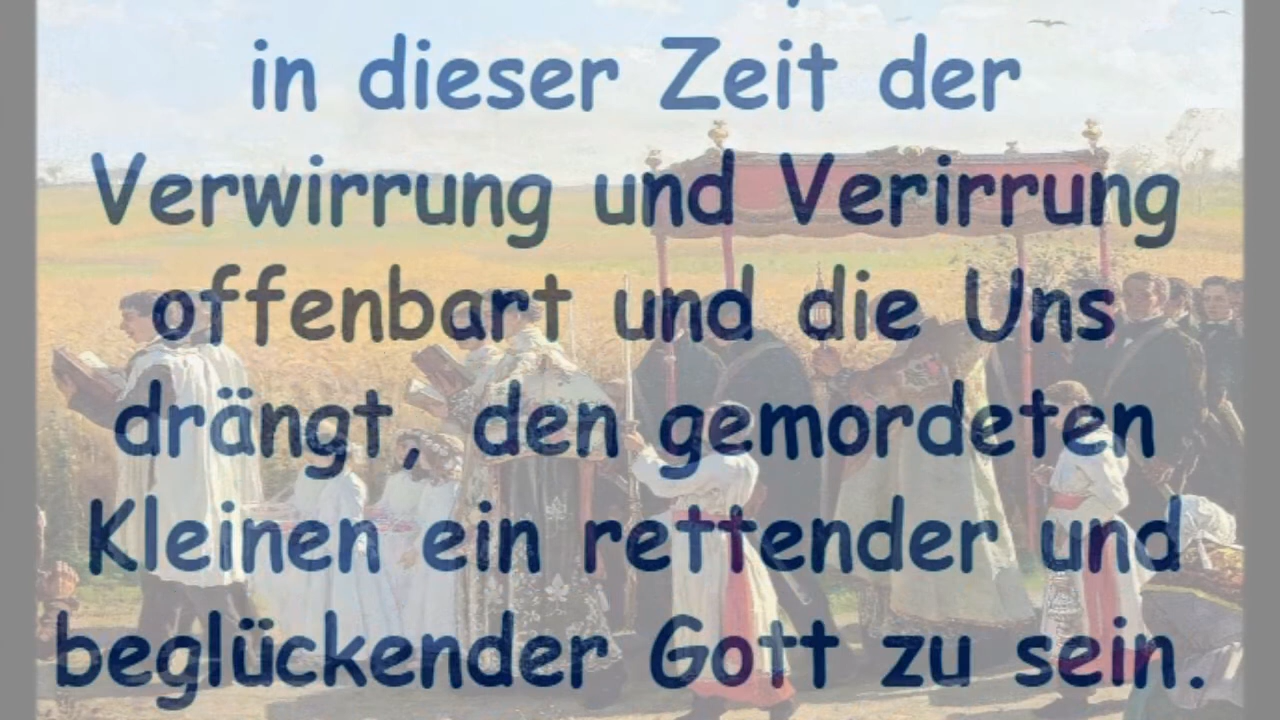 in dieser Zeit der
Verwirrung und Verirrung
offenbart und die Uns
drängt, den gemordeten
Kleinen ein rettender und
beglückender Gott zu sein.